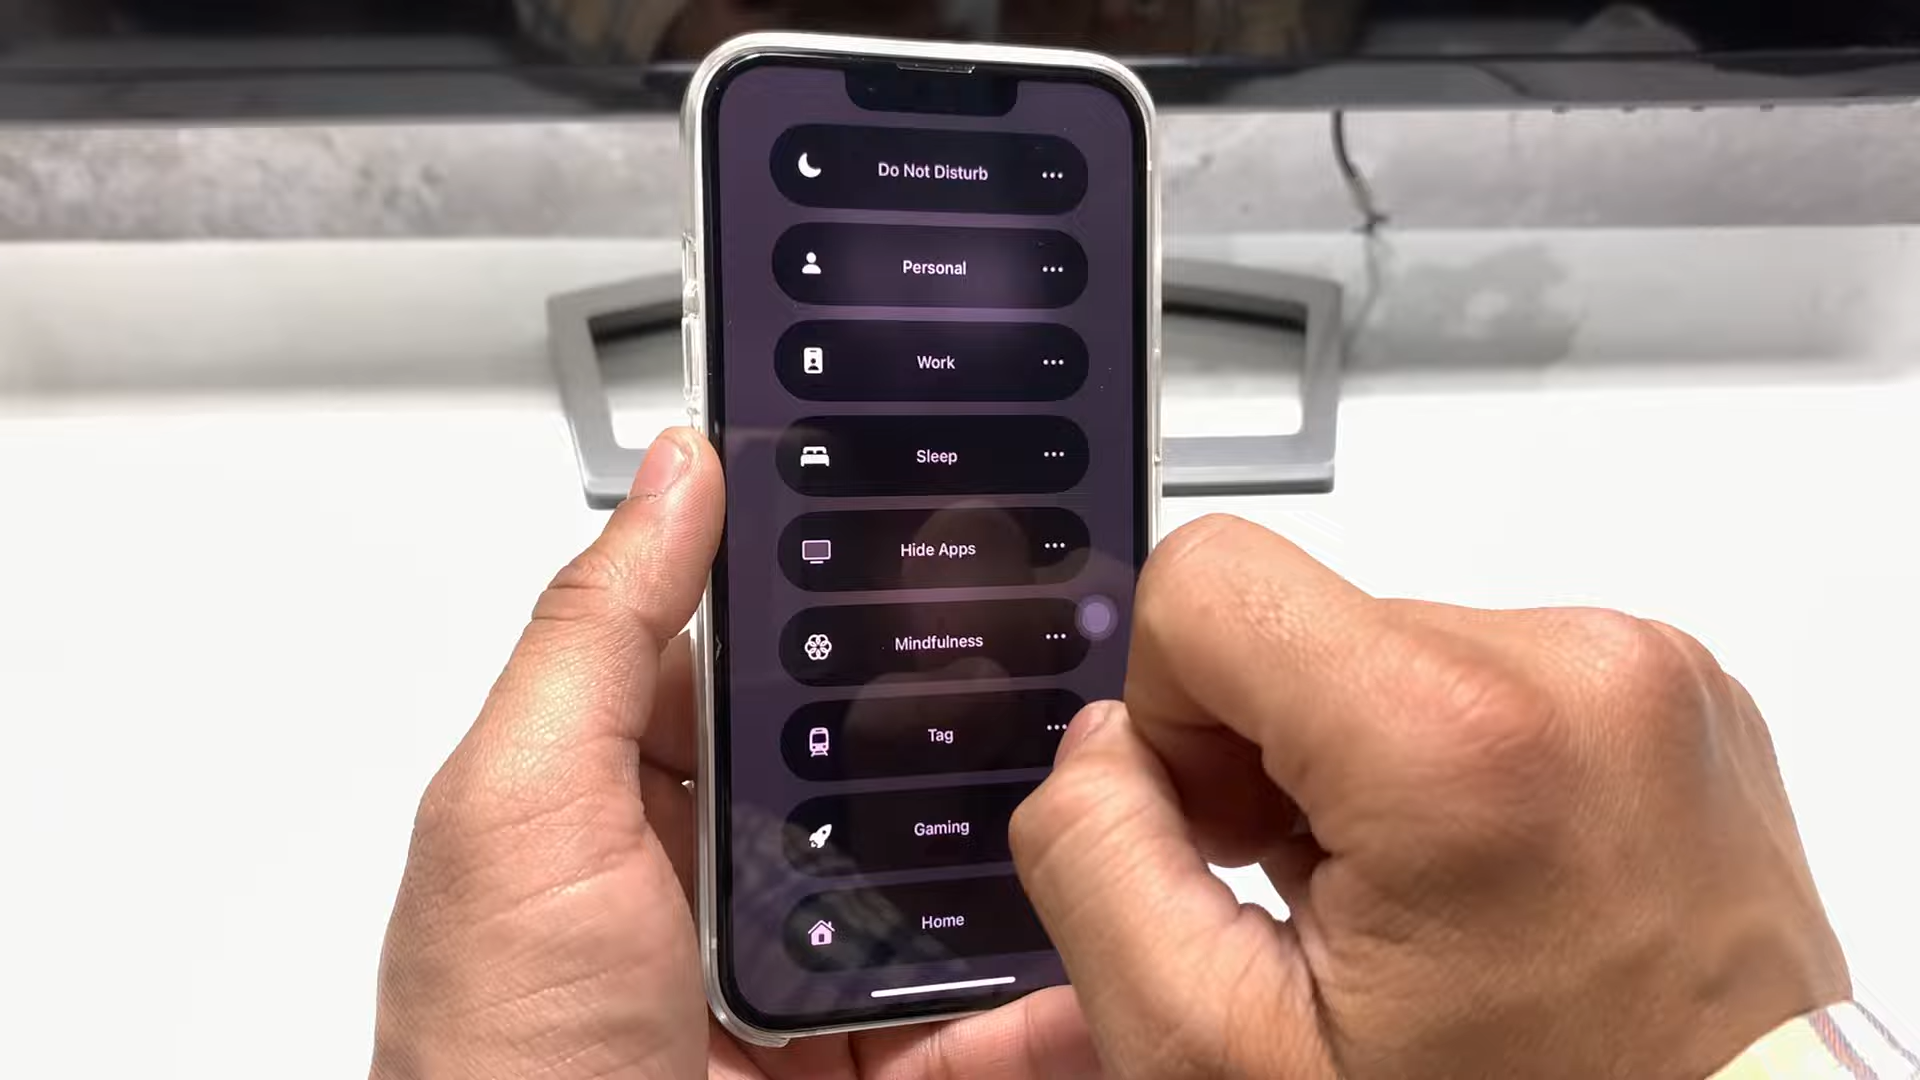 Do Not Disturb
Personal
Work
Sleep
Hide Apps
Mindfulness
Tag
Gaming
Home